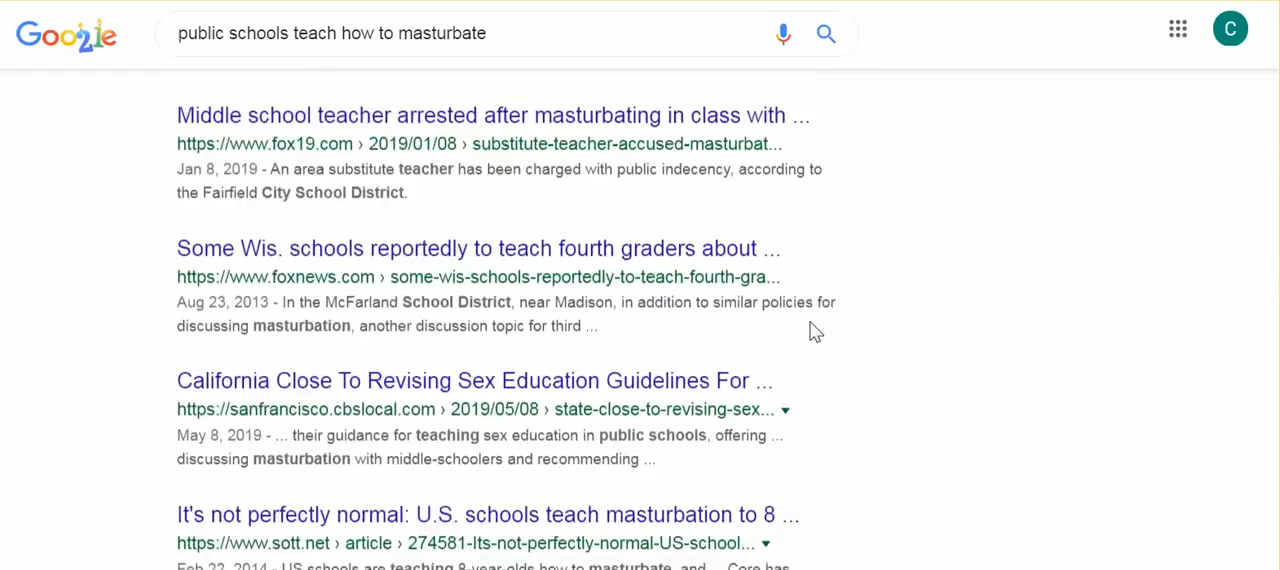 Goo21e
public schools teach how to masturbate
C
Middle school teacher arrested after masturbating in class with ...
https://www.fox19.com › 2019/01/08 › substitute-teacher-accused-masturbat...
Jan 8, 2019 - An area substitute teacher has been charged with public indecency, according to
the Fairfield City School District.
Some Wis. schools reportedly to teach fourth graders about ...
https://www.foxnews.com › some-wis-schools-reportedly-to-teach-fourth-gra...
Aug 23, 2013 - In the McFarland School District, near Madison, in addition to similar policies for
discussing masturbation, another discussion topic for third ...
California Close To Revising Sex Education Guidelines For ...
https://sanfrancisco.cbslocal.com › 2019/05/08 › state-close-to-revising-sex...
May 8, 2019 - ... their guidance for teaching sex education in public schools, offering ...
discussing masturbation with middle-schoolers and recommending ...
It's not perfectly normal: U.S. schools teach masturbation to 8 ...
https://www.sott.net › article › 274581-Its-not-perfectly-normal-US-school...
Feb 22, 2014 - US schools are teaching 8-year-olds how to masturbate, and ... Core has